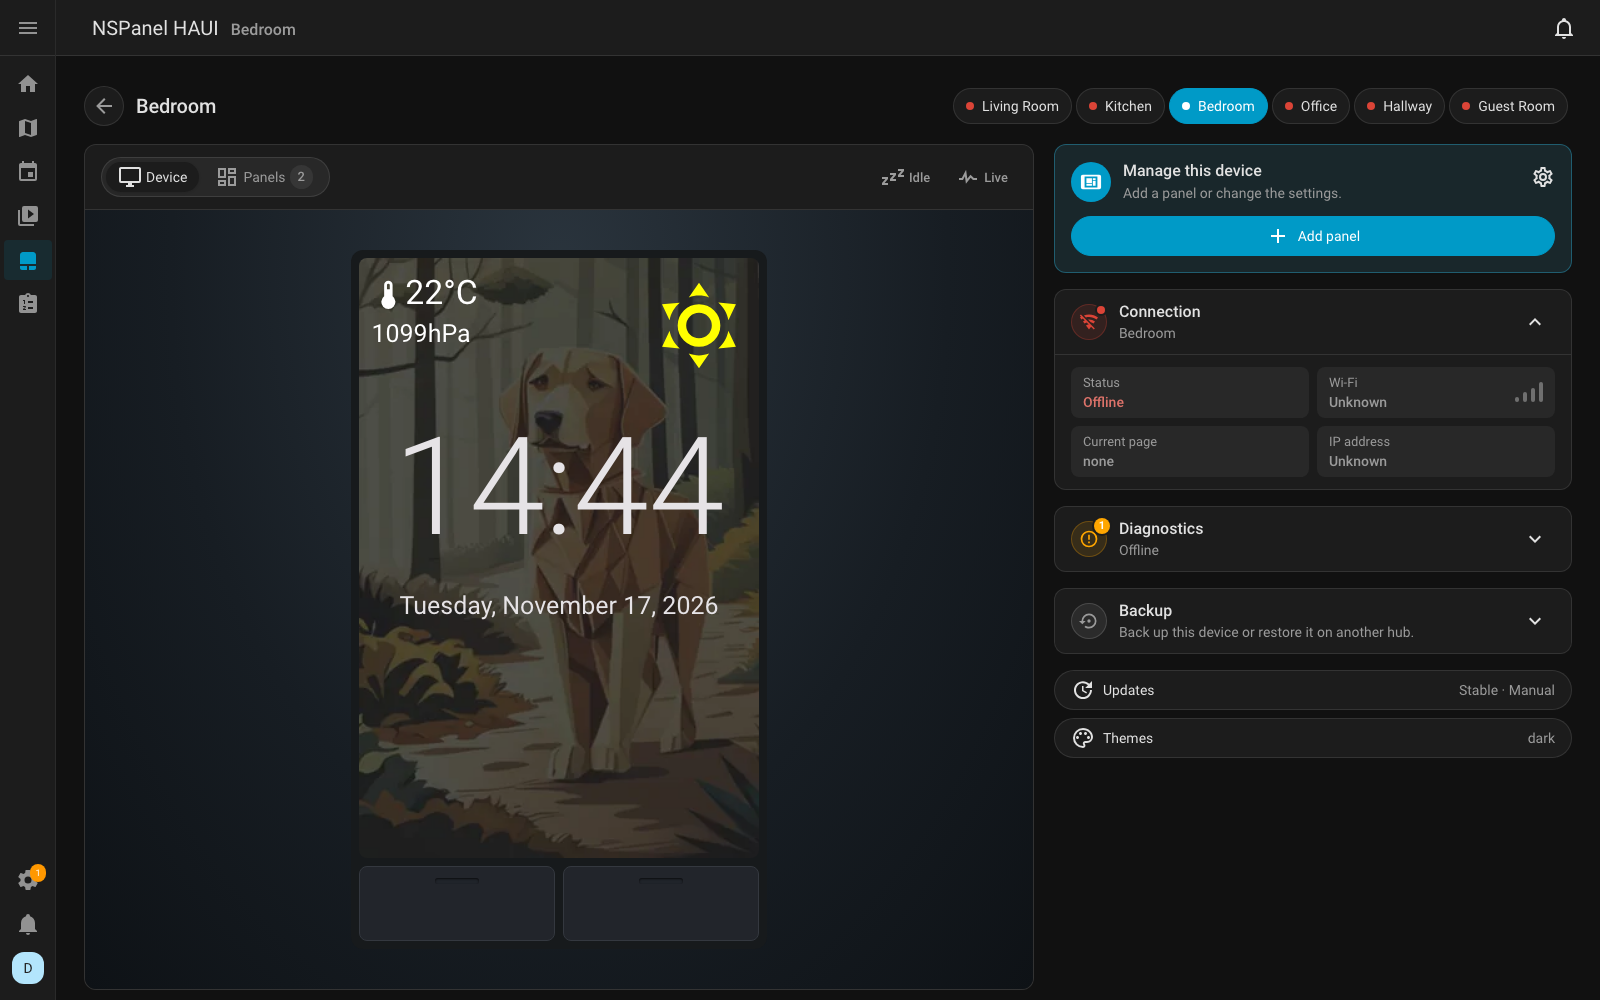 NSPanel HAUI Bedroom
Bedroom
Living Room
Kitchen
Bedroom
Office
Hallway
Guest Room
Device
Panels 2
Idle
Live
22°C
1099hPa
14:44
Tuesday, November 17, 2026
Manage this device
Add a panel or change the settings.
Add panel
Connection
Bedroom
Status
Offline
Wi-Fi
Unknown
Current page
none
IP address
Unknown
1
Diagnostics
Offline
Backup
Back up this device or restore it on another hub.
Updates
Stable · Manual
Themes
dark
1
D